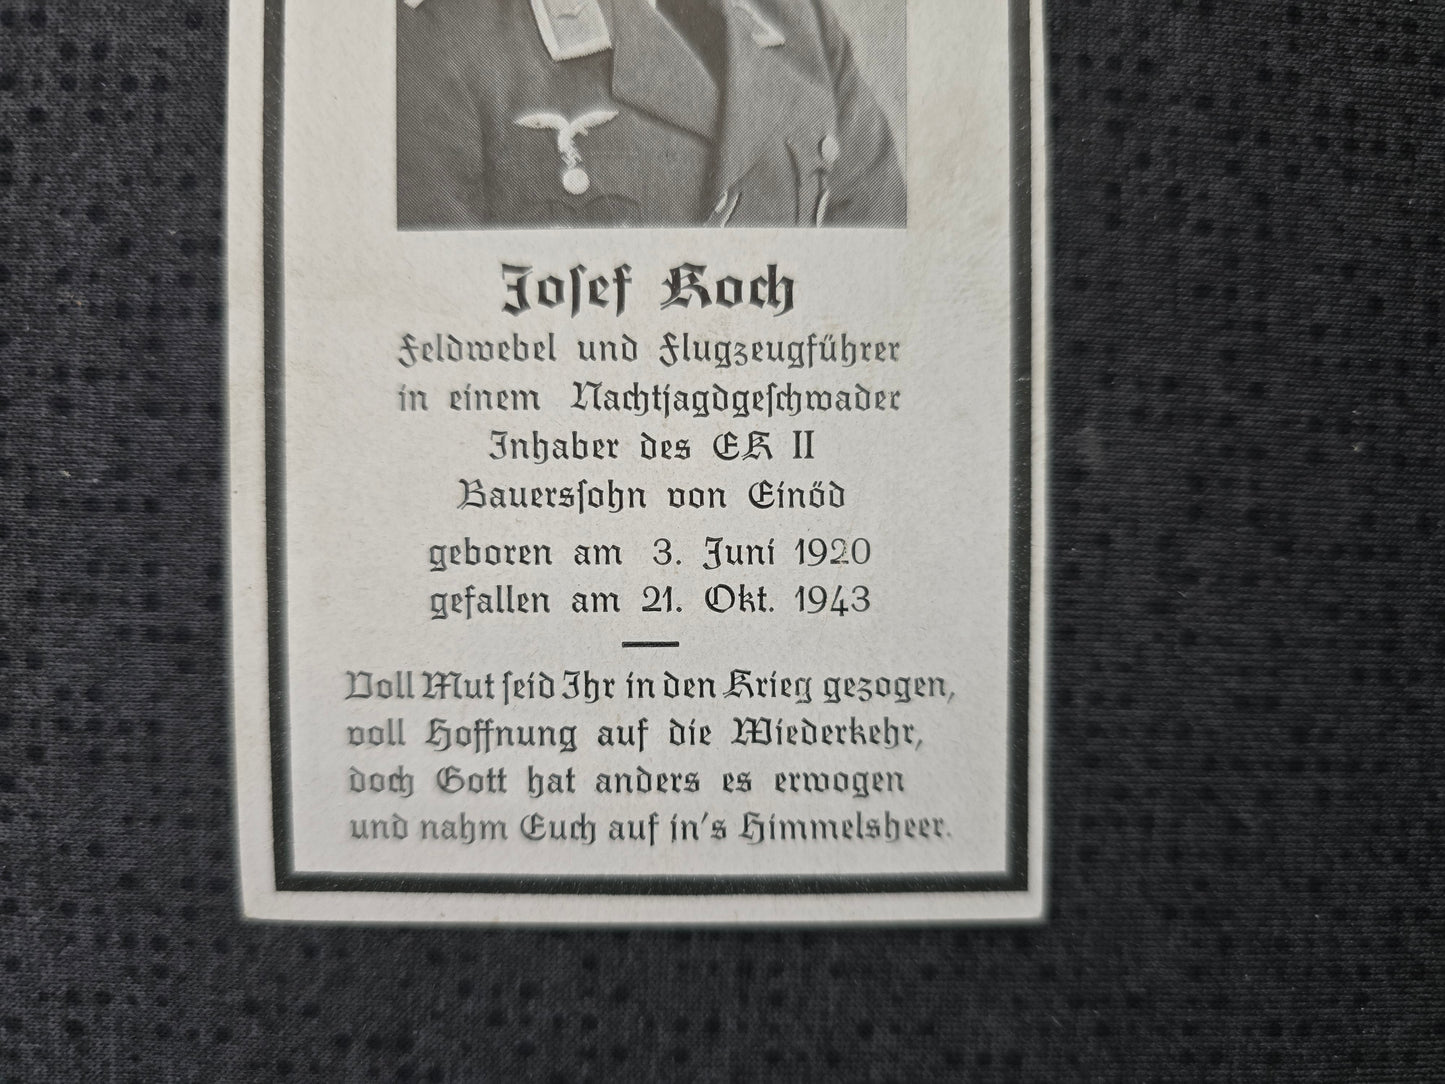 Josef Koch
Feldwebel und Flugzeugführer
in einem Nachtjagdgeschwader
Inhaber des EK II
Bauerssohn von Einöd
geboren am 3. Juni 1920
gefallen am 21. Okt. 1943
Voll Mut seid Ihr in den Krieg gezogen,
voll Hoffnung auf die Wiederkehr,
doch Gott hat anders es erwogen
und nahm Euch auf in's Himmelsheer.